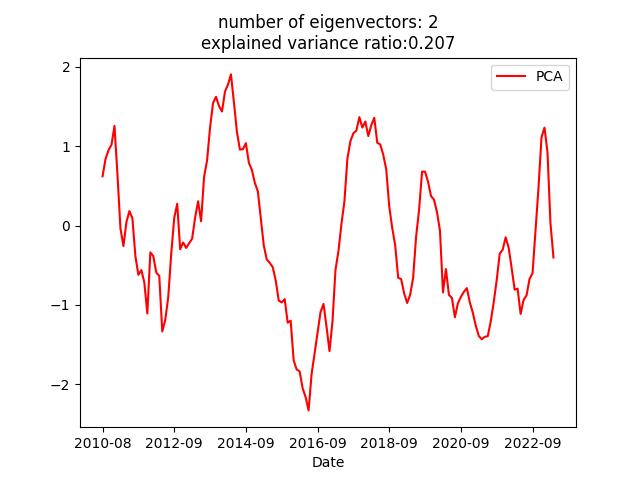 number of eigenvectors: 2
explained variance ratio:0.207
PCA
2
1
0
−1
−2
2010-08 2012-09 2014-09 2016-09 2018-09 2020-09 2022-09
Date